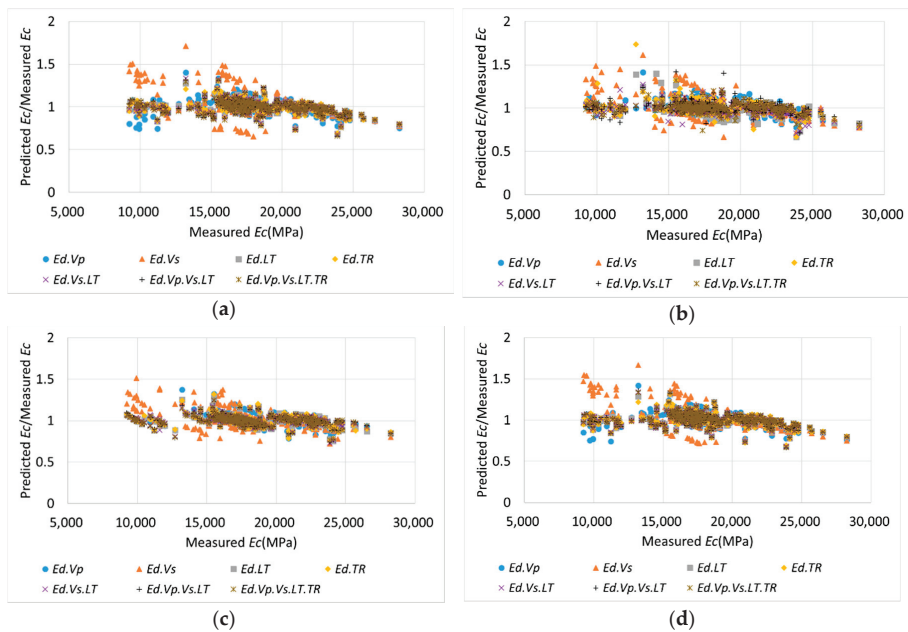 2
1.5
1
0.5
0
5,000 10,000 15,000 20,000 25,000 30,000
Predicted Ec/Measured Ec
Measured Ec(MPa)
Ed.Vp Ed.Vs Ed.LT Ed.TR
Ed.Vs.LT Ed.Vp.Vs.LT Ed.Vp.Vs.LT.TR
(a)
2
1.5
1
0.5
0
5,000 10,000 15,000 20,000 25,000 30,000
Predicted Ec/Measured Ec
Measured Ec(MPa)
Ed.Vp Ed.Vs Ed.LT Ed.TR
Ed.Vs.LT Ed.Vp.Vs.LT Ed.Vp.Vs.LT.TR
(b)
2
1.5
1
0.5
0
5,000 10,000 15,000 20,000 25,000 30,000
Predicted Ec/Measured Ec
Measured Ec(MPa)
Ed.Vp Ed.Vs Ed.LT Ed.TR
Ed.Vs.LT Ed.Vp.Vs.LT Ed.Vp.Vs.LT.TR
(c)
2
1.5
1
0.5
0
5,000 10,000 15,000 20,000 25,000 30,000
Predicted Ec/Measured Ec
Measured Ec(MPa)
Ed.Vp Ed.Vs Ed.LT Ed.TR
Ed.Vs.LT Ed.Vp.Vs.LT Ed.Vp.Vs.LT.TR
(d)